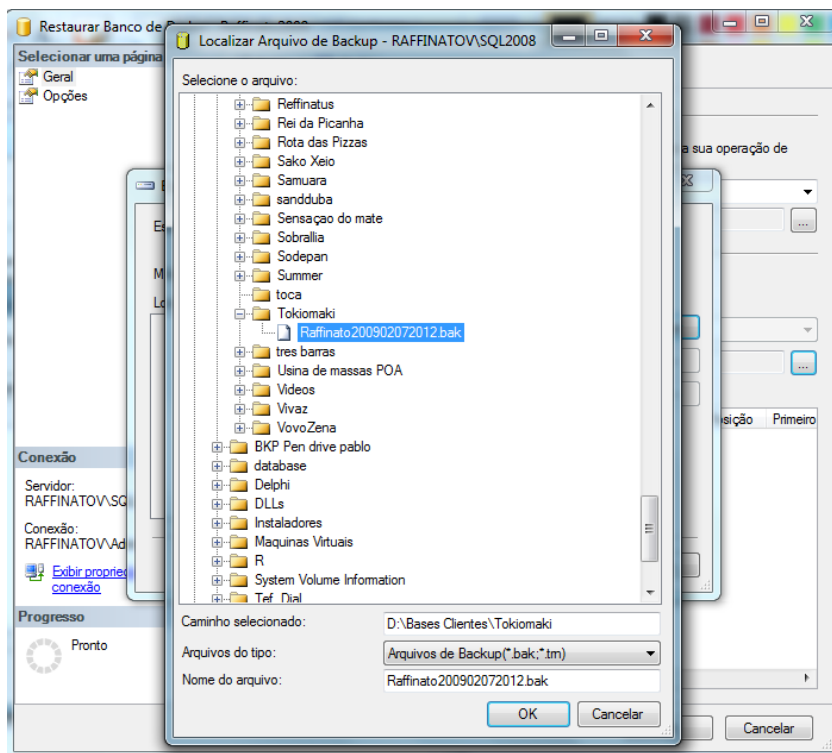 Restaurar Banco de
Localizar Arquivo de Backup - RAFFINATOV\SQL2008
Selecionar uma página
Geral
Opções
Selecione o arquivo:
Reffinatus
Rei da Picanha
Rota das Pizzas
Sako Xeio
Samuara
sandduba
Sensaçao do mate
Sobrallia
Sodepan
Summer
toca
Tokiomaki
Raffinato200902072012.bak
tres barras
Usina de massas POA
Videos
Vivaz
VovoZena
BKP Pen drive pablo
database
Delphi
DLLs
Instaladores
Maquinas Virtuais
R
System Volume Information
Tef_Dial
a sua operação de
...
...
Primeiro
Conexão
Servidor:
RAFFINATOV\SQ
Conexão:
RAFFINATOV\Ad
Exibir propried
conexão
Progresso
Pronto
Caminho selecionado:
D:\Bases Clientes\Tokiomaki
Arquivos do tipo:
Arquivos de Backup(*.bak;*.trn)
Nome do arquivo:
Raffinato200902072012.bak
OK
Cancelar
Cancelar